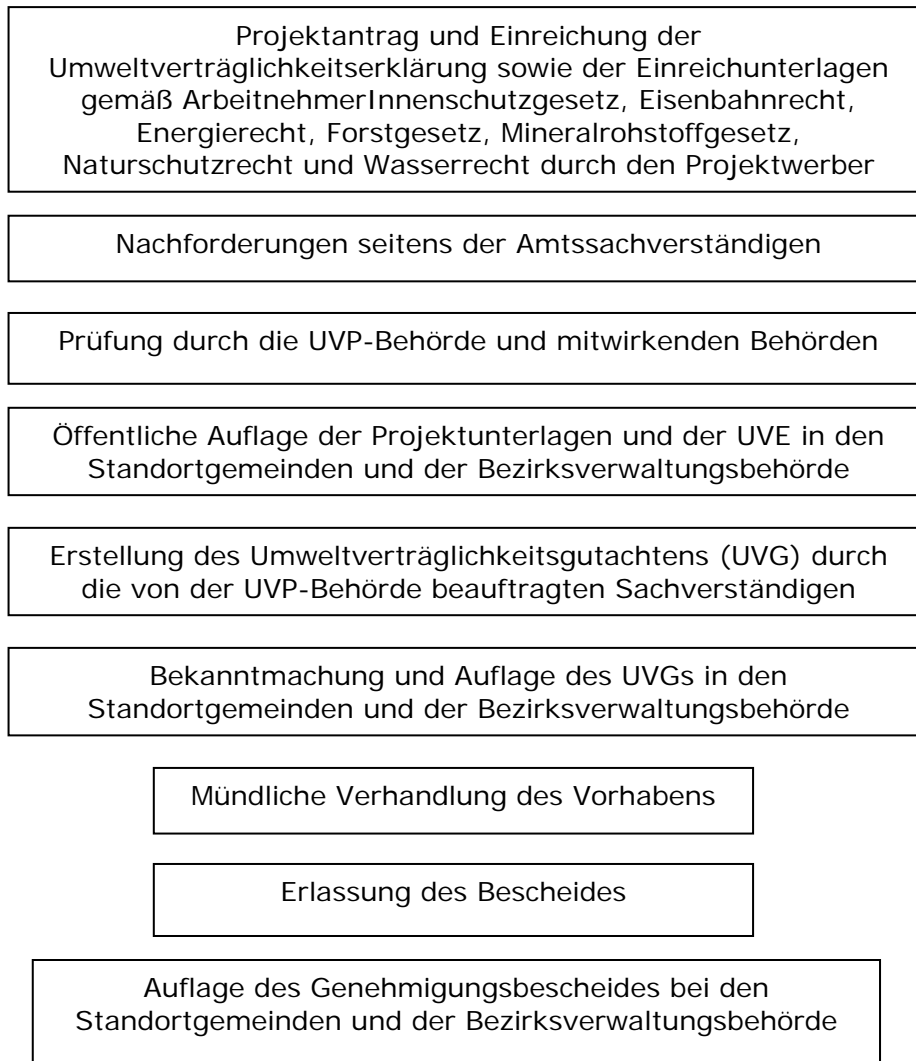 Projektantrag und Einreichung der
Umweltverträglichkeitserklärung sowie der Einreichunterlagen
gemäß ArbeitnehmerInnenschutzgesetz, Eisenbahnrecht,
Energierecht, Forstgesetz, Mineralrohstoffgesetz,
Naturschutzrecht und Wasserrecht durch den Projektwerber
Nachforderungen seitens der Amtssachverständigen
Prüfung durch die UVP-Behörde und mitwirkenden Behörden
Öffentliche Auflage der Projektunterlagen und der UVE in den
Standortgemeinden und der Bezirksverwaltungsbehörde
Erstellung des Umweltverträglichkeitsgutachtens (UVG) durch
die von der UVP-Behörde beauftragten Sachverständigen
Bekanntmachung und Auflage des UVGs in den
Standortgemeinden und der Bezirksverwaltungsbehörde
Mündliche Verhandlung des Vorhabens
Erlassung des Bescheides
Auflage des Genehmigungsbescheides bei den
Standortgemeinden und der Bezirksverwaltungsbehörde